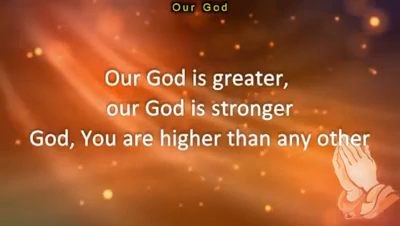 Our God
Our God is greater,
our God is stronger
God, You are higher than any other